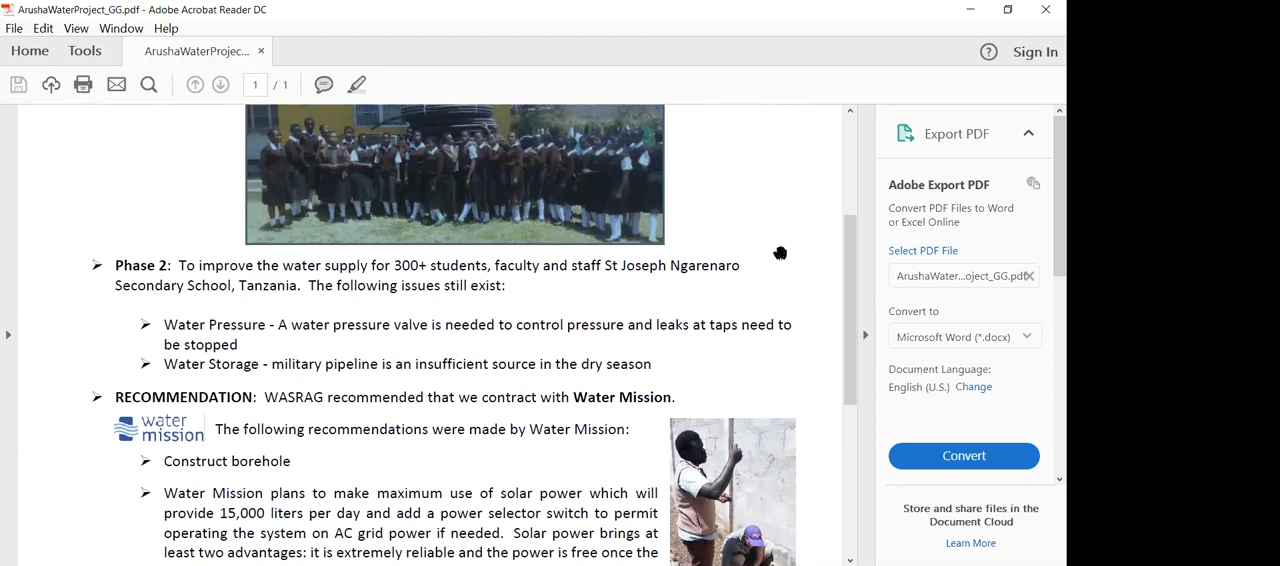 ArushaWaterProject_GG.pdf - Adobe Acrobat Reader DC
File Edit View Window Help
Home Tools ArushaWaterProjec... × ? Sign In
1 / 1
Export PDF
Adobe Export PDF
Convert PDF Files to Word
or Excel Online
Select PDF File
ArushaWater...oject_GG.pdf
Convert to
Microsoft Word (*.docx)
Document Language:
English (U.S.) Change
Convert
Store and share files in the
Document Cloud
Learn More
Phase 2: To improve the water supply for 300+ students, faculty and staff St Joseph Ngarenaro
Secondary School, Tanzania. The following issues still exist:
Water Pressure - A water pressure valve is needed to control pressure and leaks at taps need to
be stopped
Water Storage - military pipeline is an insufficient source in the dry season
RECOMMENDATION: WASRAG recommended that we contract with Water Mission.
water
mission
The following recommendations were made by Water Mission:
Construct borehole
Water Mission plans to make maximum use of solar power which will
provide 15,000 liters per day and add a power selector switch to permit
operating the system on AC grid power if needed. Solar power brings at
least two advantages: it is extremely reliable and the power is free once the